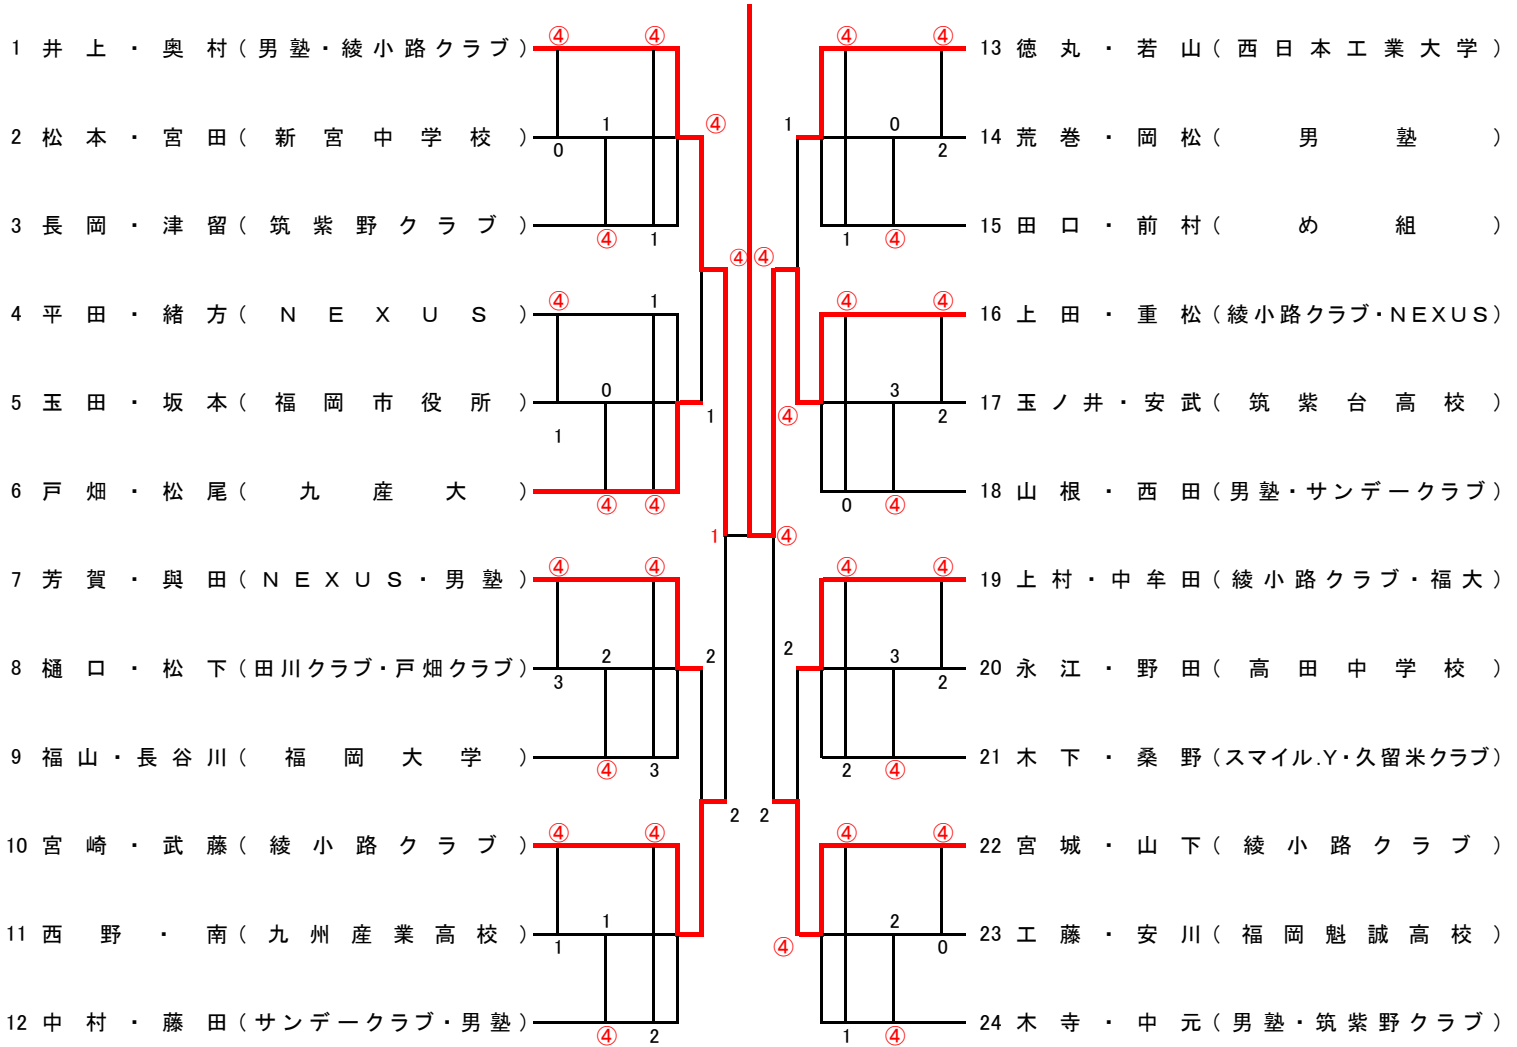 ④ ④ ④ ④
1 井上・奥村(男塾・綾小路クラブ) 13 徳丸・若山(西日本工業大学)
1 ④ 1 0
2 松本・宮田(新宮中学校) 14 荒巻・岡松(男塾)
0 2
3 長岡・津留(筑紫野クラブ) 15 田口・前村(め組)
④ 1 1 ④
④ ④
④ 1 ④ ④
4 平田・緒方(NEXUS) 16 上田・重松(綾小路クラブ・NEXUS)
0 3
5 玉田・坂本(福岡市役所) 17 玉ノ井・安武(筑紫台高校)
1 1 ④ 2
6 戸畑・松尾(九産大) 18 山根・西田(男塾・サンデークラブ)
④ ④ 0 ④
1 ④
④ ④ ④ ④
7 芳賀・與田(NEXUS・男塾) 19 上村・中牟田(綾小路クラブ・福大)
2 2 2 3
8 樋口・松下(田川クラブ・戸畑クラブ) 20 永江・野田(高田中学校)
3 2
9 福山・長谷川(福岡大学) 21 木下・桑野(スマイル.Y・久留米クラブ)
④ 3 2 ④
2 2
④ ④ ④ ④
10 宮崎・武藤(綾小路クラブ) 22 宮城・山下(綾小路クラブ)
1 2
11 西野・南(九州産業高校) 23 工藤・安川(福岡魁誠高校)
1 ④ 0
12 中村・藤田(サンデークラブ・男塾) 24 木寺・中元(男塾・筑紫野クラブ)
④ 2 1 ④